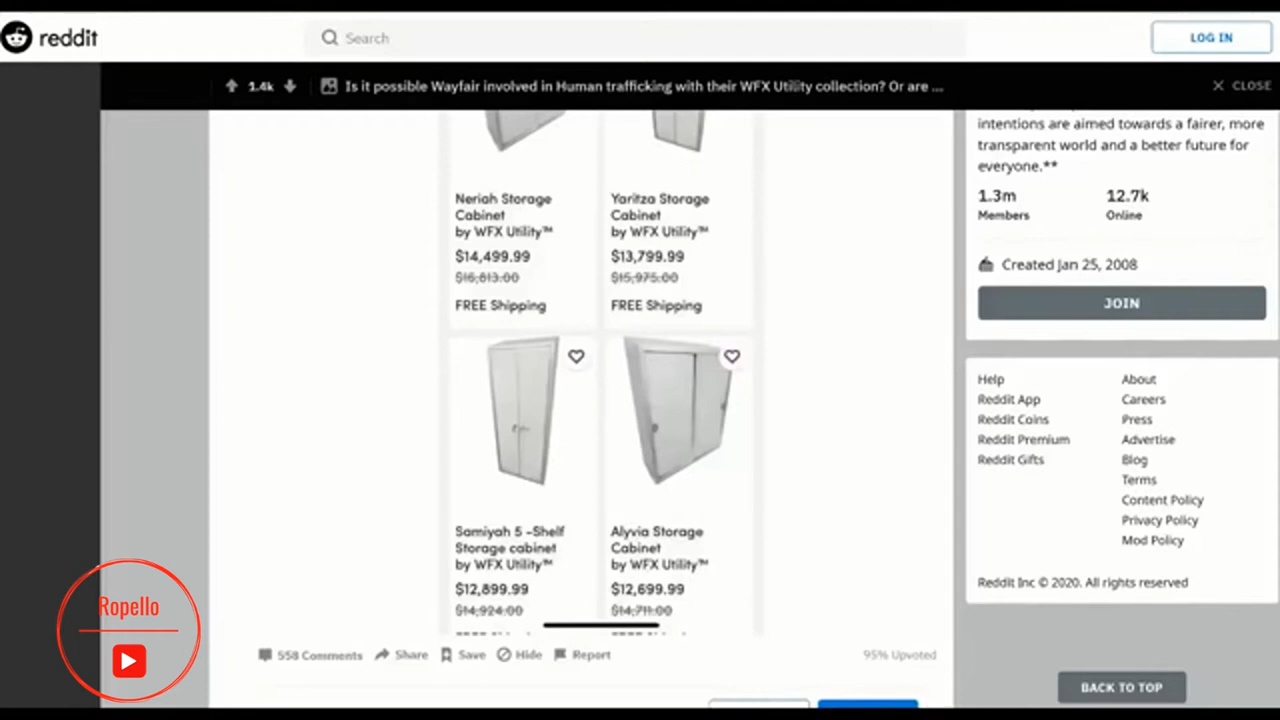 reddit
Search
LOG IN
1.4k
Is it possible Wayfair involved in Human trafficking with their WFX Utility collection? Or are ...
CLOSE
Neriah Storage
Cabinet
by WFX Utility™
$14,499.99
$16,813.00
FREE Shipping
Yaritza Storage
Cabinet
by WFX Utility™
$13,799.99
$15,975.00
FREE Shipping
Samiyah 5 -Shelf
Storage cabinet
by WFX Utility™
$12,899.99
$14,924.00
Alyvia Storage
Cabinet
by WFX Utility™
$12,699.99
$14,711.00
558 Comments
Share
Save
Hide
Report
95% Upvoted
intentions are aimed towards a fairer, more
transparent world and a better future for
everyone.**
1.3m
Members
12.7k
Online
Created Jan 25, 2008
JOIN
Help
Reddit App
Reddit Coins
Reddit Premium
Reddit Gifts
About
Careers
Press
Advertise
Blog
Terms
Content Policy
Privacy Policy
Mod Policy
Reddit Inc © 2020. All rights reserved
BACK TO TOP
Ropello